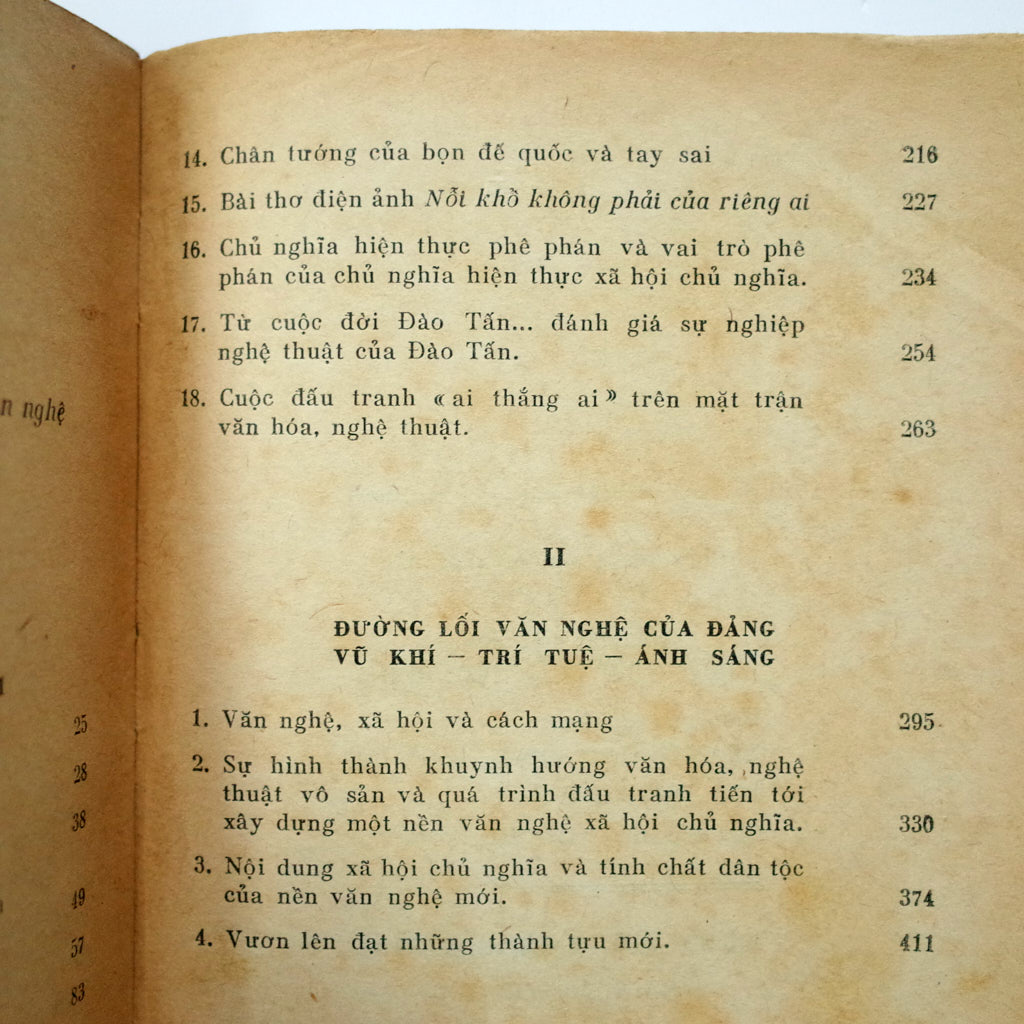 n nghệ
25
28
38
49
57
83
14. Chân tướng của bọn đế quốc và tay sai 216
15. Bài thơ điện ảnh Nỗi khổ không phải của riêng ai 227
16. Chủ nghĩa hiện thực phê phán và vai trò phê
phán của chủ nghĩa hiện thực xã hội chủ nghĩa. 234
17. Từ cuộc đời Đào Tấn... đánh giá sự nghiệp
nghệ thuật của Đào Tấn. 254
18. Cuộc đấu tranh « ai thắng ai » trên mặt trận
văn hóa, nghệ thuật. 263
II
ĐƯỜNG LỐI VĂN NGHỆ CỦA ĐẢNG
VŨ KHÍ — TRÍ TUỆ — ÁNH SÁNG
1. Văn nghệ, xã hội và cách mạng 295
2. Sự hình thành khuynh hướng văn hóa, nghệ
thuật vô sản và quá trình đấu tranh tiến tới
xây dựng một nền văn nghệ xã hội chủ nghĩa. 330
3. Nội dung xã hội chủ nghĩa và tính chất dân tộc
của nền văn nghệ mới. 374
4. Vươn lên đạt những thành tựu mới. 411